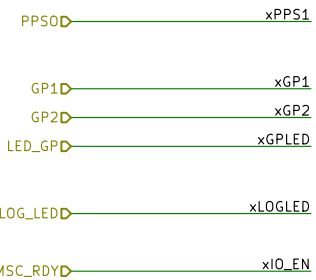 PPSO xPPS1
GP1 xGP1
GP2 xGP2
LED_GP xGPLED
LOG_LED xLOGLED
MSC_RDY xIO_EN